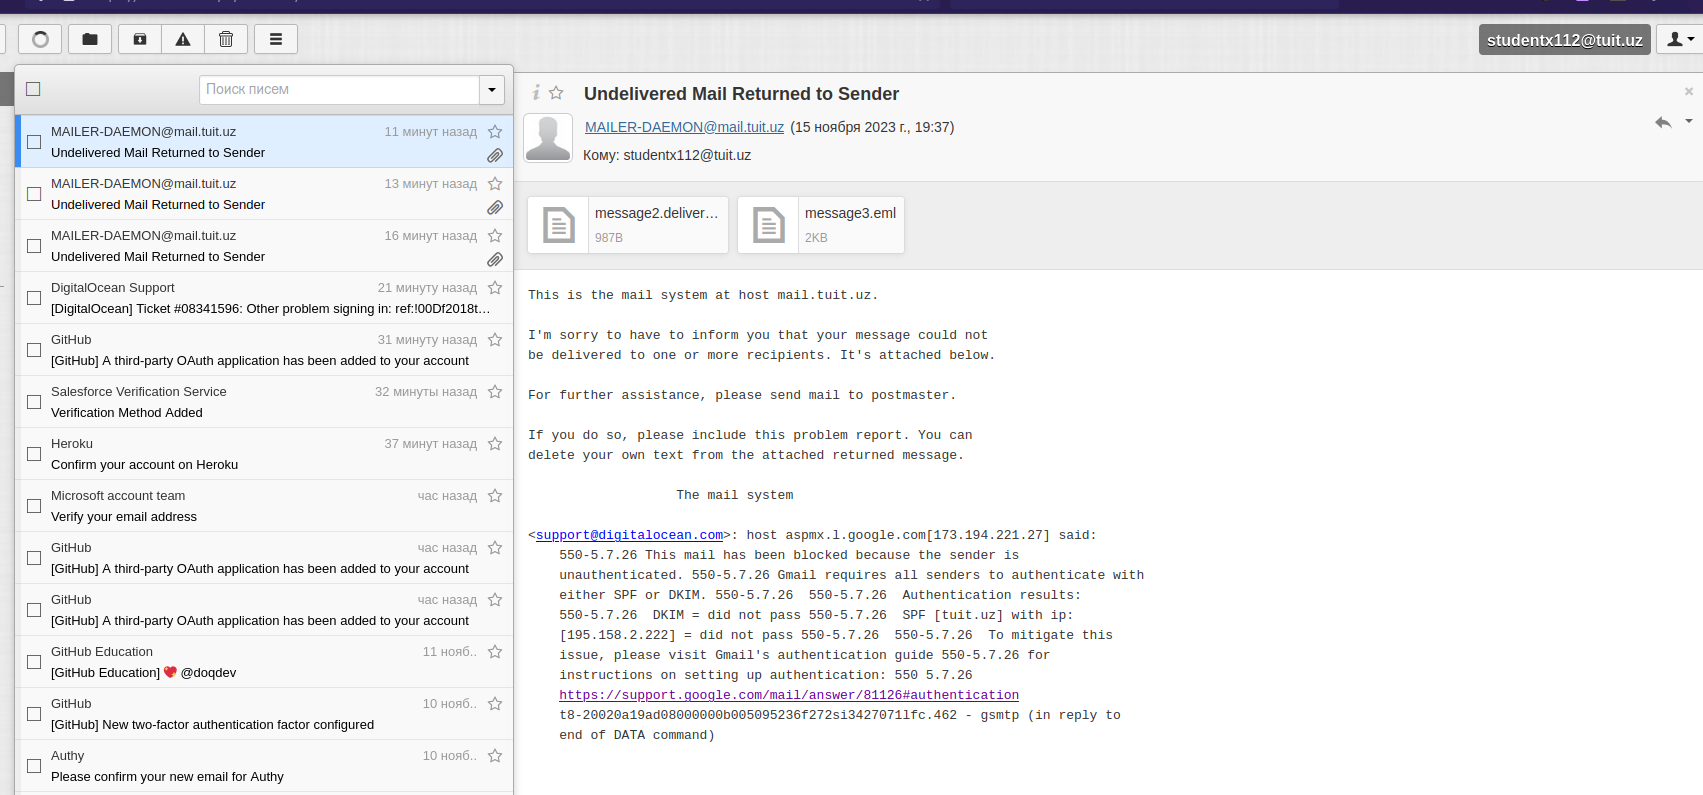 studentx112@tuit.uz
Поиск писем
MAILER-DAEMON@mail.tuit.uz 11 минут назад
Undelivered Mail Returned to Sender
MAILER-DAEMON@mail.tuit.uz 13 минут назад
Undelivered Mail Returned to Sender
MAILER-DAEMON@mail.tuit.uz 16 минут назад
Undelivered Mail Returned to Sender
DigitalOcean Support 21 минуту назад
[DigitalOcean] Ticket #08341596: Other problem signing in: ref:!00Df2018t…
GitHub 31 минуту назад
[GitHub] A third-party OAuth application has been added to your account
Salesforce Verification Service 32 минуты назад
Verification Method Added
Heroku 37 минут назад
Confirm your account on Heroku
Microsoft account team час назад
Verify your email address
GitHub час назад
[GitHub] A third-party OAuth application has been added to your account
GitHub час назад
[GitHub] A third-party OAuth application has been added to your account
GitHub Education 11 нояб..
[GitHub Education] 💝 @doqdev
GitHub 10 нояб..
[GitHub] New two-factor authentication factor configured
Authy 10 нояб..
Please confirm your new email for Authy
Undelivered Mail Returned to Sender
MAILER-DAEMON@mail.tuit.uz (15 ноября 2023 г., 19:37)
Кому: studentx112@tuit.uz
message2.deliver…
987B
message3.eml
2KB
This is the mail system at host mail.tuit.uz.
I'm sorry to have to inform you that your message could not
be delivered to one or more recipients. It's attached below.
For further assistance, please send mail to postmaster.
If you do so, please include this problem report. You can
delete your own text from the attached returned message.
The mail system
<support@digitalocean.com>: host aspmx.l.google.com[173.194.221.27] said:
550-5.7.26 This mail has been blocked because the sender is
unauthenticated. 550-5.7.26 Gmail requires all senders to authenticate with
either SPF or DKIM. 550-5.7.26  550-5.7.26  Authentication results:
550-5.7.26  DKIM = did not pass 550-5.7.26  SPF [tuit.uz] with ip:
[195.158.2.222] = did not pass 550-5.7.26  550-5.7.26  To mitigate this
issue, please visit Gmail's authentication guide 550-5.7.26 for
instructions on setting up authentication: 550 5.7.26
https://support.google.com/mail/answer/81126#authentication
t8-20020a19ad08000000b005095236f272si3427071lfc.462 - gsmtp (in reply to
end of DATA command)